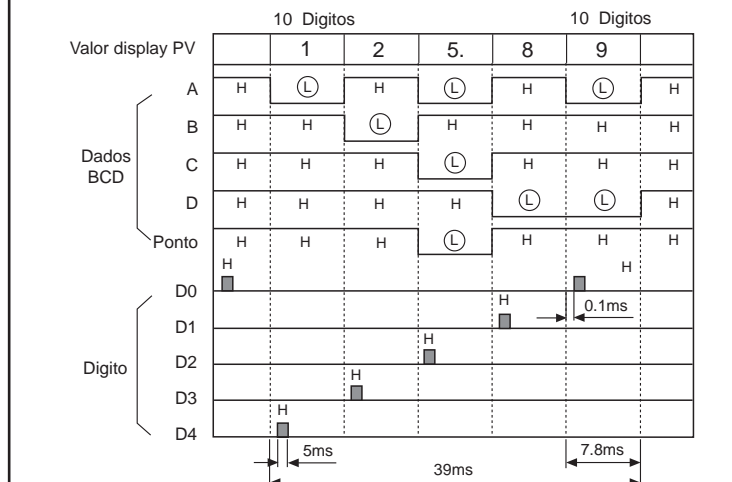 10 Digitos 10 Digitos
Valor display PV 1 2 5. 8 9
A H L H L H L H
B H H L H H H H
Dados BCD
C H H H L H H H
D H H H H L L H
Ponto H H H L H H H
H H
D0
H 0.1ms
D1
H
Digito D2
H
D3
H
D4
5ms 7.8ms
39ms